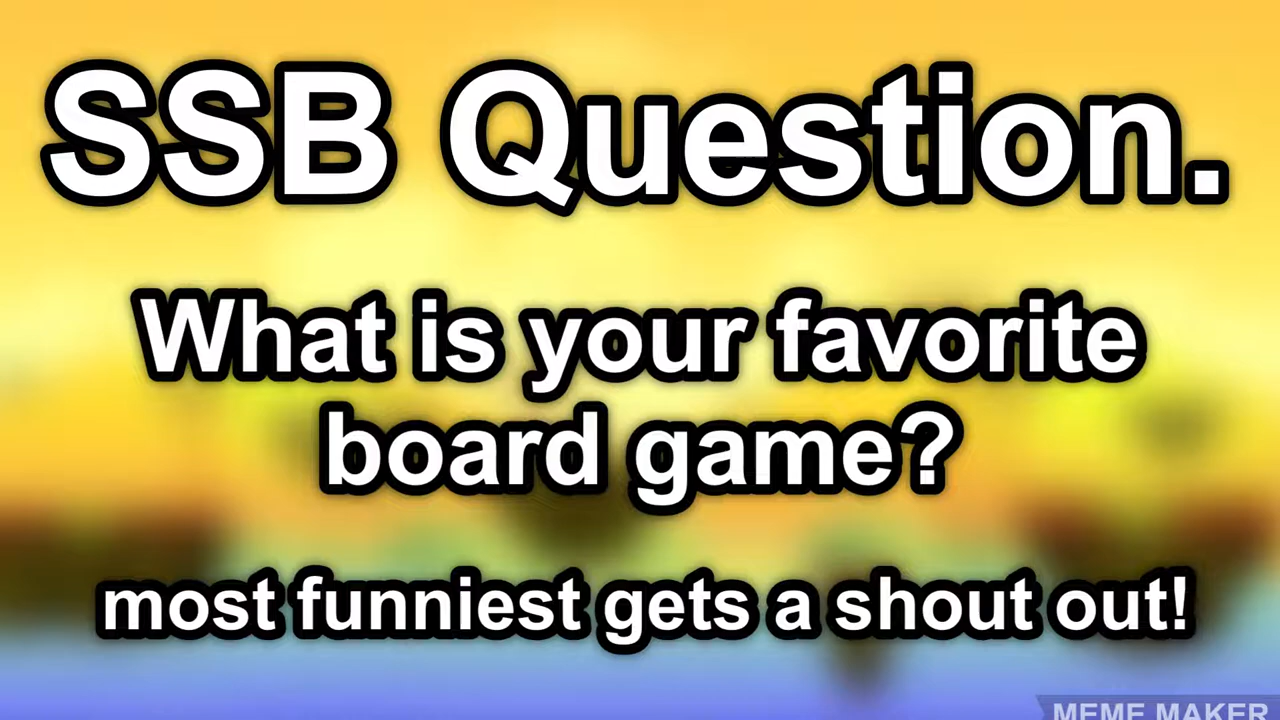 SSB Question.
What is your favorite
board game?
most funniest gets a shout out!
MEME MAKER